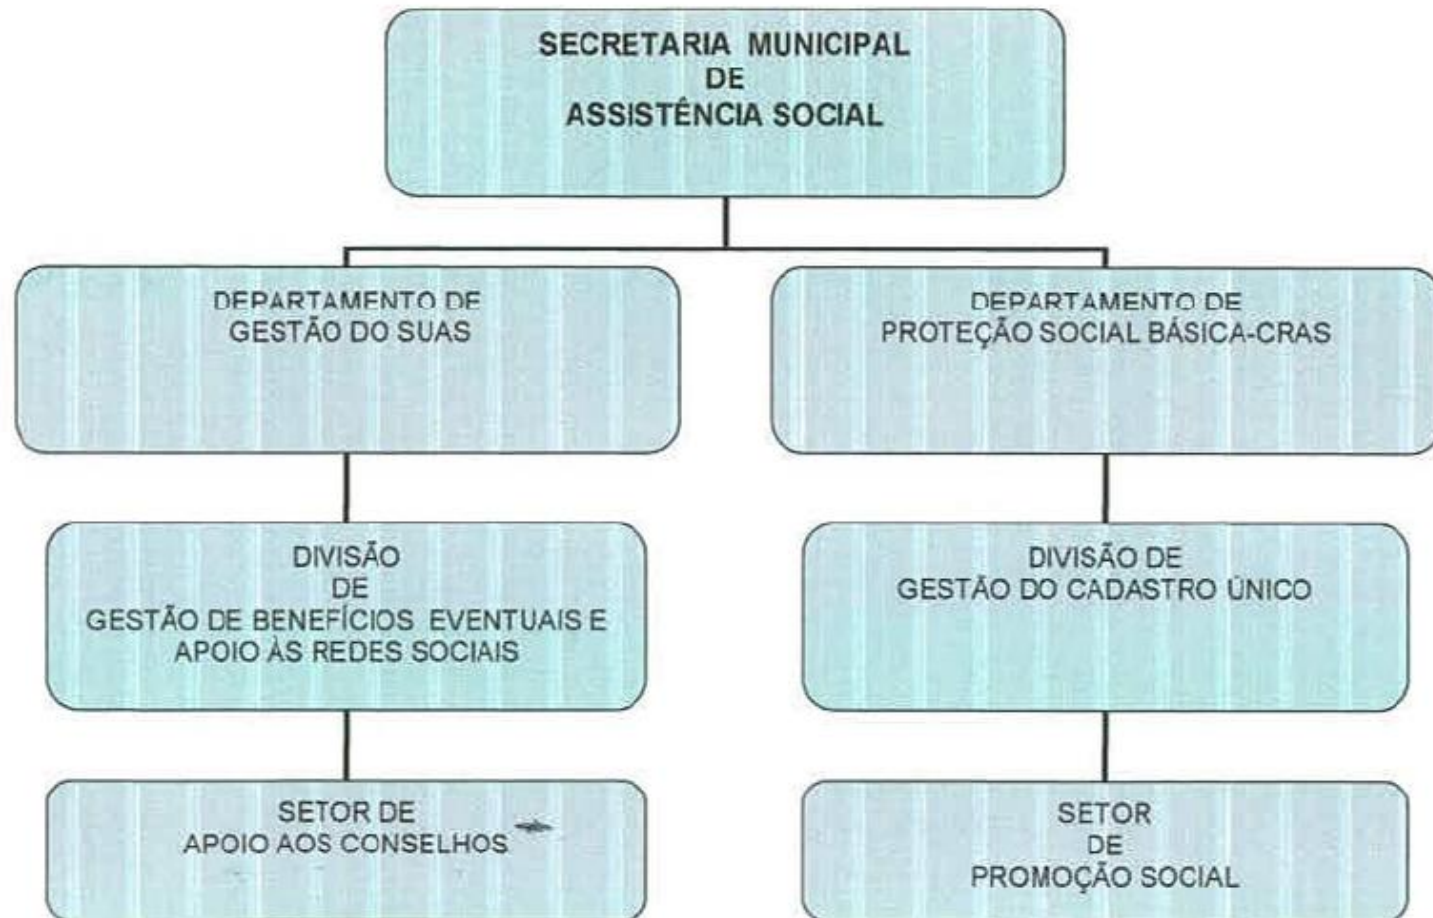 SECRETARIA MUNICIPAL
DE
ASSISTÊNCIA SOCIAL
DEPARTAMENTO DE
GESTÃO DO SUAS
DEPARTAMENTO DE
PROTEÇÃO SOCIAL BÁSICA-CRAS
DIVISÃO
DE
GESTÃO DE BENEFÍCIOS EVENTUAIS E
APOIO ÀS REDES SOCIAIS
DIVISÃO DE
GESTÃO DO CADASTRO ÚNICO
SETOR DE
APOIO AOS CONSELHOS
SETOR
DE
PROMOÇÃO SOCIAL